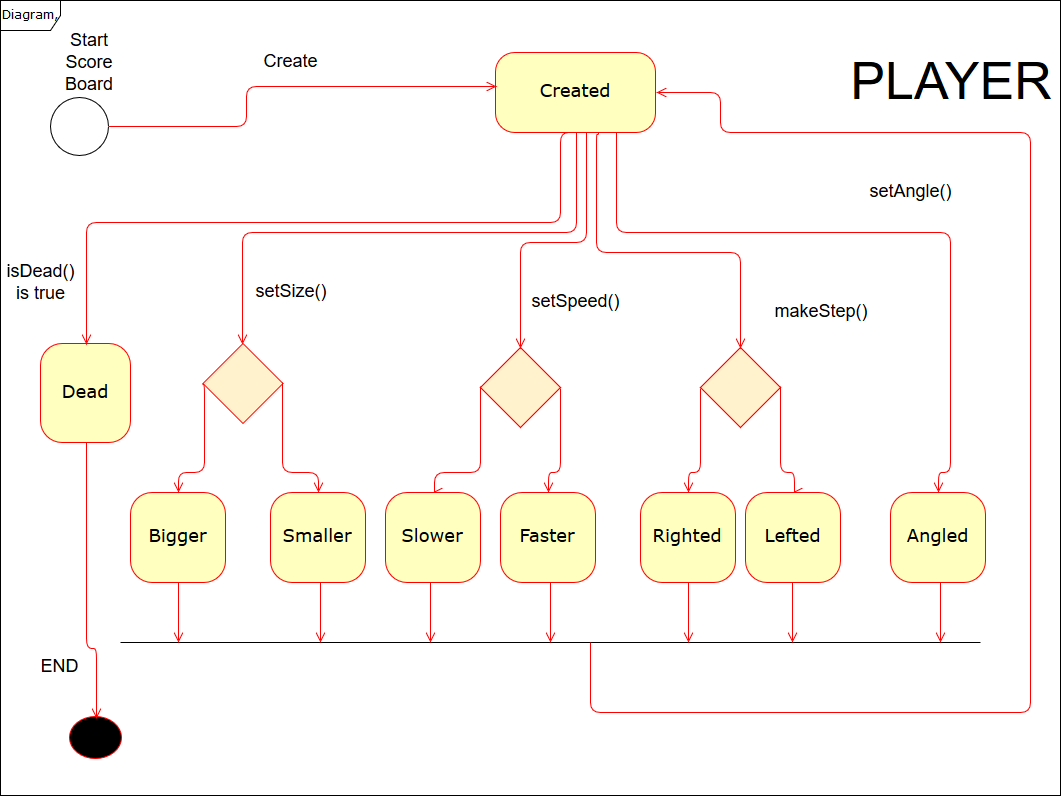 Diagram,
Start
Score
Board
Create
Created
PLAYER
setAngle()
isDead()
is true
setSize()
setSpeed()
makeStep()
Dead
Bigger
Smaller
Slower
Faster
Righted
Lefted
Angled
END